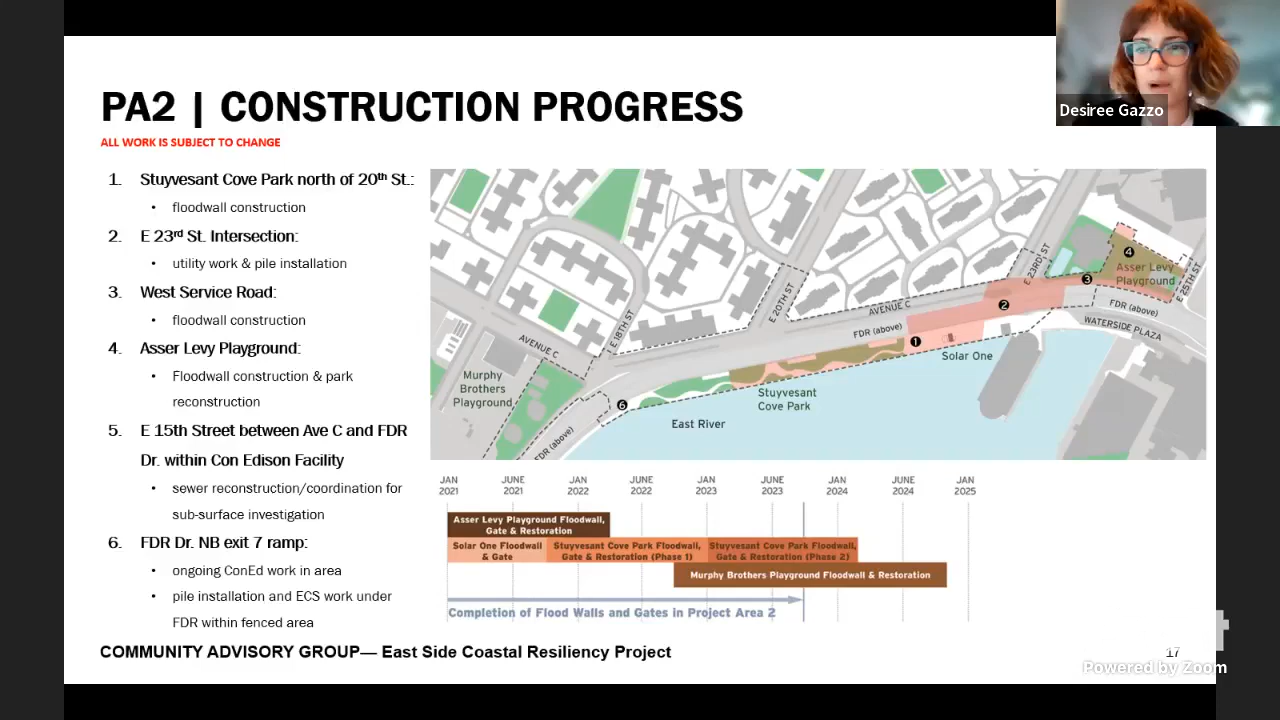 PA2 | CONSTRUCTION PROGRESS
ALL WORK IS SUBJECT TO CHANGE
Desiree Gazzo
1. Stuyvesant Cove Park north of 20th St.:
• floodwall construction
2. E 23rd St. Intersection:
• utility work & pile installation
3. West Service Road:
• floodwall construction
4. Asser Levy Playground:
• Floodwall construction & park
reconstruction
5. E 15th Street between Ave C and FDR
Dr. within Con Edison Facility
• sewer reconstruction/coordination for
sub-surface investigation
6. FDR Dr. NB exit 7 ramp:
• ongoing ConEd work in area
• pile installation and ECS work under
FDR within fenced area
Murphy
Brothers
Playground
AVENUE C
E 18TH ST
FDR (above)
6
East River
Stuyvesant
Cove Park
E 20TH ST
AVENUE C
FDR (above)
1
Solar One
2
E 23RD ST
3
4
Asser Levy
Playground
E 25TH ST
FDR (above)
WATERSIDE PLAZA
JAN
2021
JUNE
2021
JAN
2022
JUNE
2022
JAN
2023
JUNE
2023
JAN
2024
JUNE
2024
JAN
2025
Asser Levy Playground Floodwall,
Gate & Restoration
Solar One Floodwall
& Gate
Stuyvesant Cove Park Floodwall,
Gate & Restoration (Phase 1)
Stuyvesant Cove Park Floodwall,
Gate & Restoration (Phase 2)
Murphy Brothers Playground Floodwall & Restoration
Completion of Flood Walls and Gates in Project Area 2
COMMUNITY ADVISORY GROUP— East Side Coastal Resiliency Project
17
Powered by Zoom